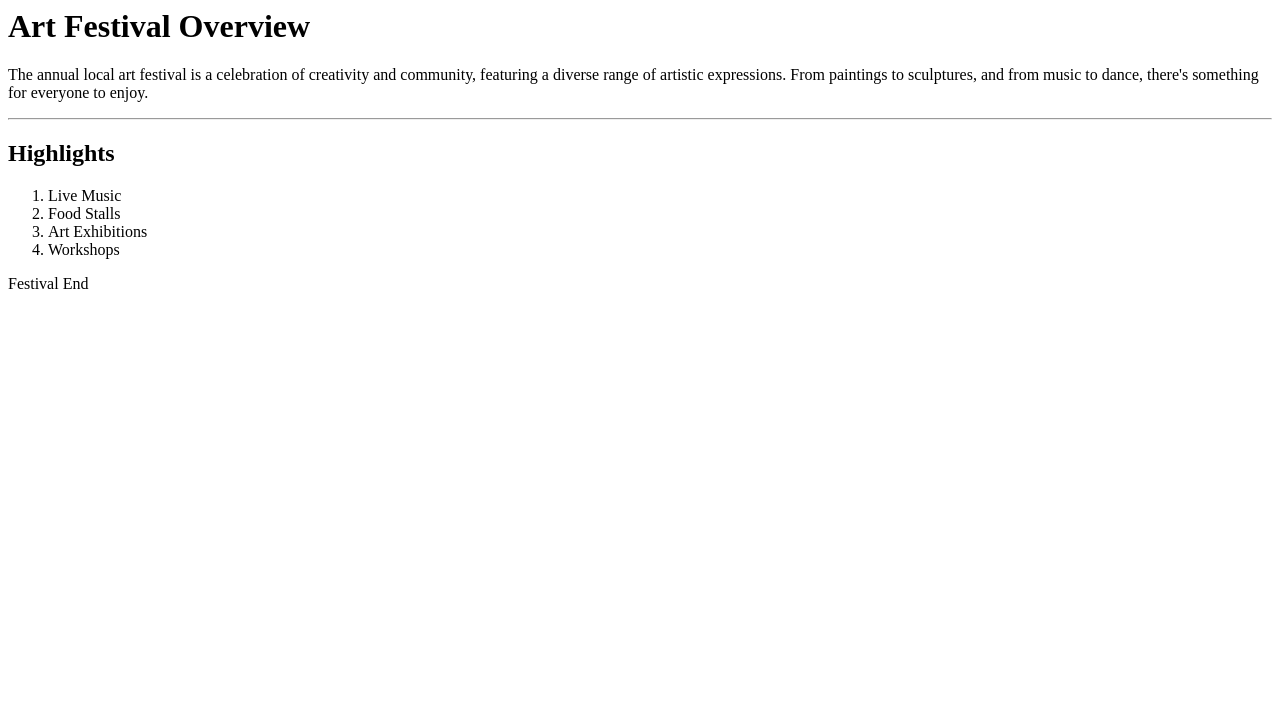 Art Festival Overview
The annual local art festival is a celebration of creativity and community, featuring a diverse range of artistic expressions. From paintings to sculptures, and from music to dance, there's something
for everyone to enjoy.
Highlights
1. Live Music
2. Food Stalls
3. Art Exhibitions
4. Workshops
Festival End